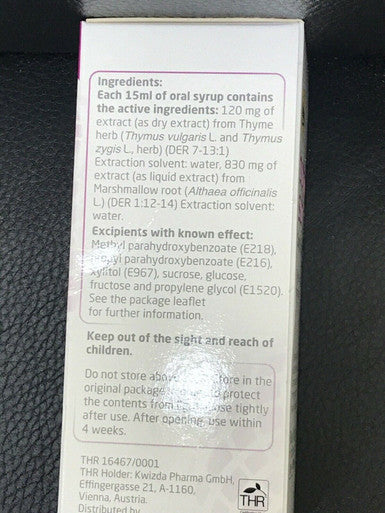 Ingredients:
Each 15ml of oral syrup contains
the active ingredients: 120 mg of
extract (as dry extract) from Thyme
herb (Thymus vulgaris L. and Thymus
zygis L., herb) (DER 7-13:1)
Extraction solvent: water, 830 mg of
extract (as liquid extract) from
Marshmallow root (Althaea officinalis
L.) (DER 1:12-14) Extraction solvent:
water.
Excipients with known effect:
Methyl parahydroxybenzoate (E218),
parahydroxybenzoate (E216),
xylitol (E967), sucrose, glucose,
fructose and propylene glycol (E1520).
See the package leaflet
for further information.
Keep out of the sight and reach of
children.
Do not store above in the
original package to protect
the contents from tightly
after use. After opening, use within
4 weeks.
THR 16467/0001
THR Holder: Kwizda Pharma GmbH,
Effingergasse 21, A-1160,
Vienna, Austria.
Distributed by
THR